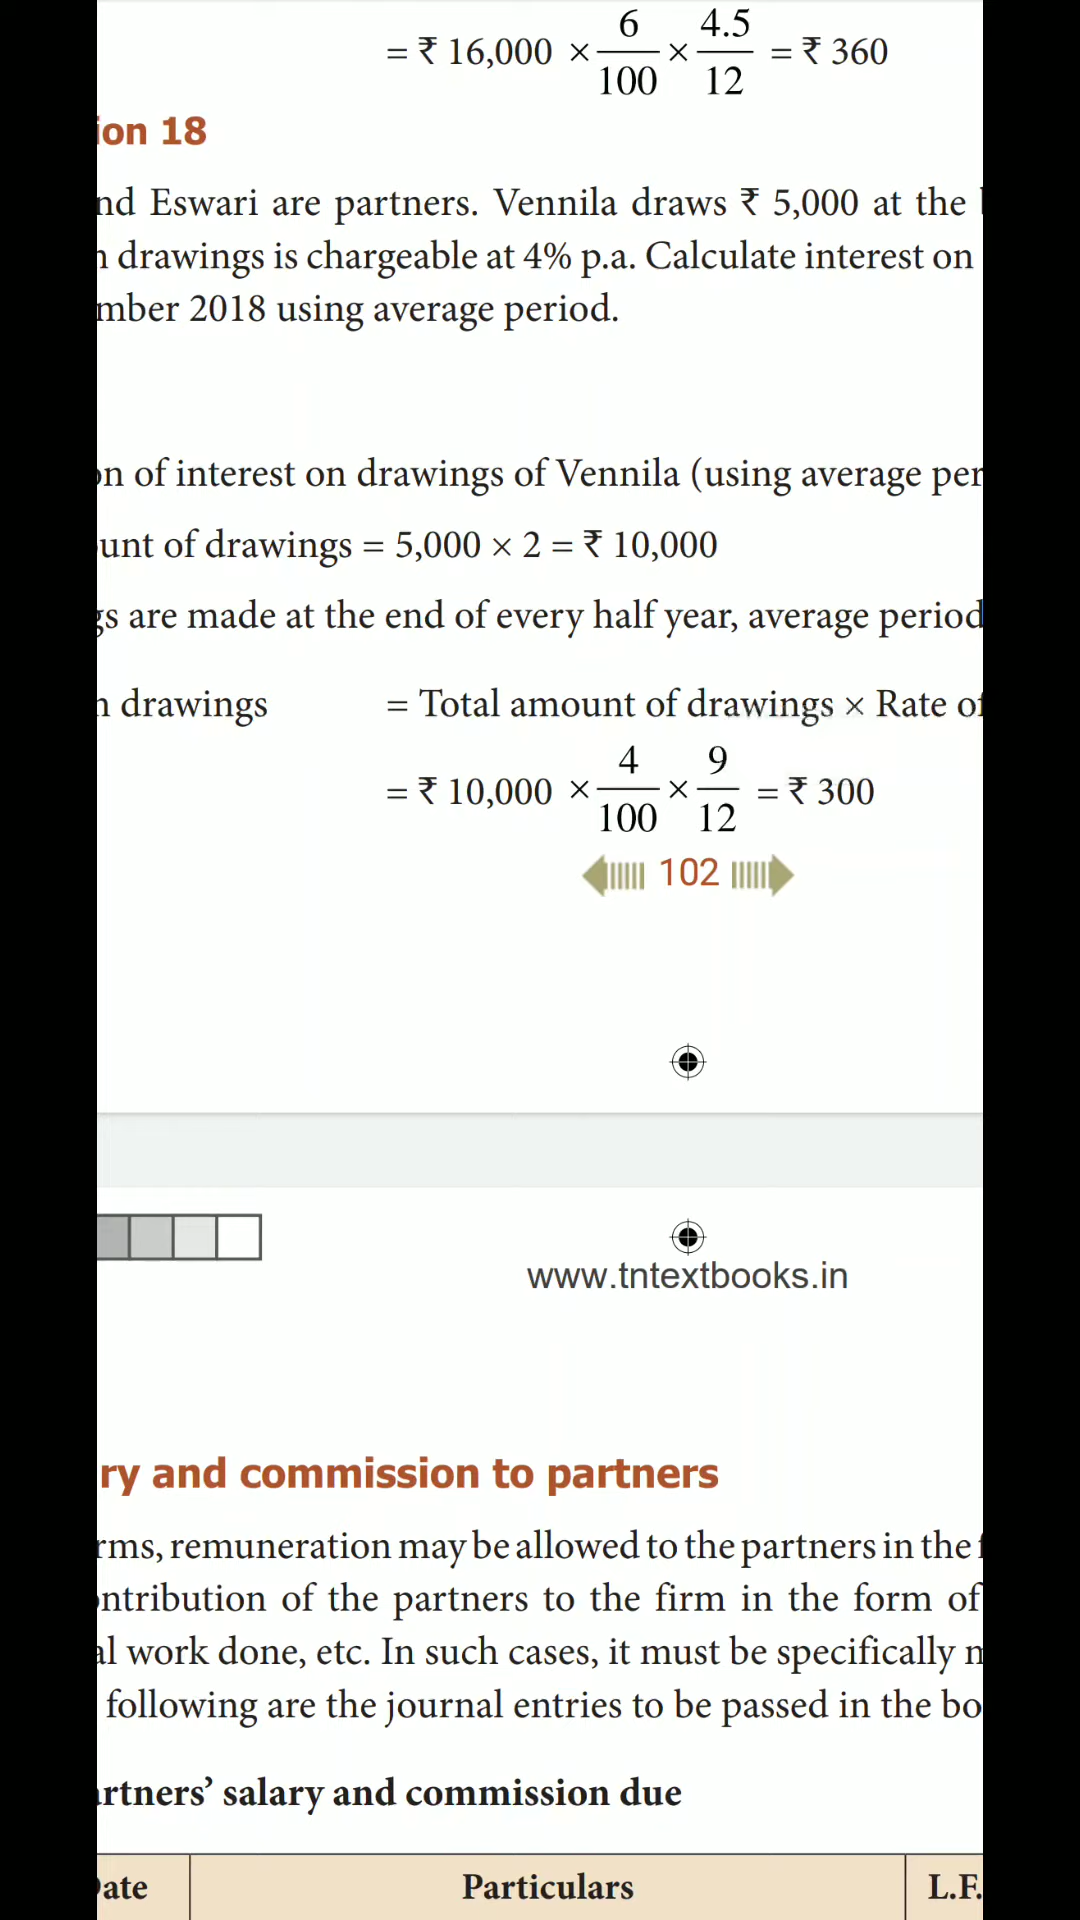 = ₹ 16,000 × 6/100 × 4.5/12 = ₹ 360
ion 18
nd Eswari are partners. Vennila draws ₹ 5,000 at the
n drawings is chargeable at 4% p.a. Calculate interest on
mber 2018 using average period.
on of interest on drawings of Vennila (using average per
unt of drawings = 5,000 × 2 = ₹ 10,000
gs are made at the end of every half year, average period
n drawings = Total amount of drawings × Rate of
= ₹ 10,000 × 4/100 × 9/12 = ₹ 300
102
www.tntextbooks.in
ry and commission to partners
rms, remuneration may be allowed to the partners in the
ontribution of the partners to the firm in the form of
al work done, etc. In such cases, it must be specifically
following are the journal entries to be passed in the bo
artners’ salary and commission due
Date Particulars L.F.